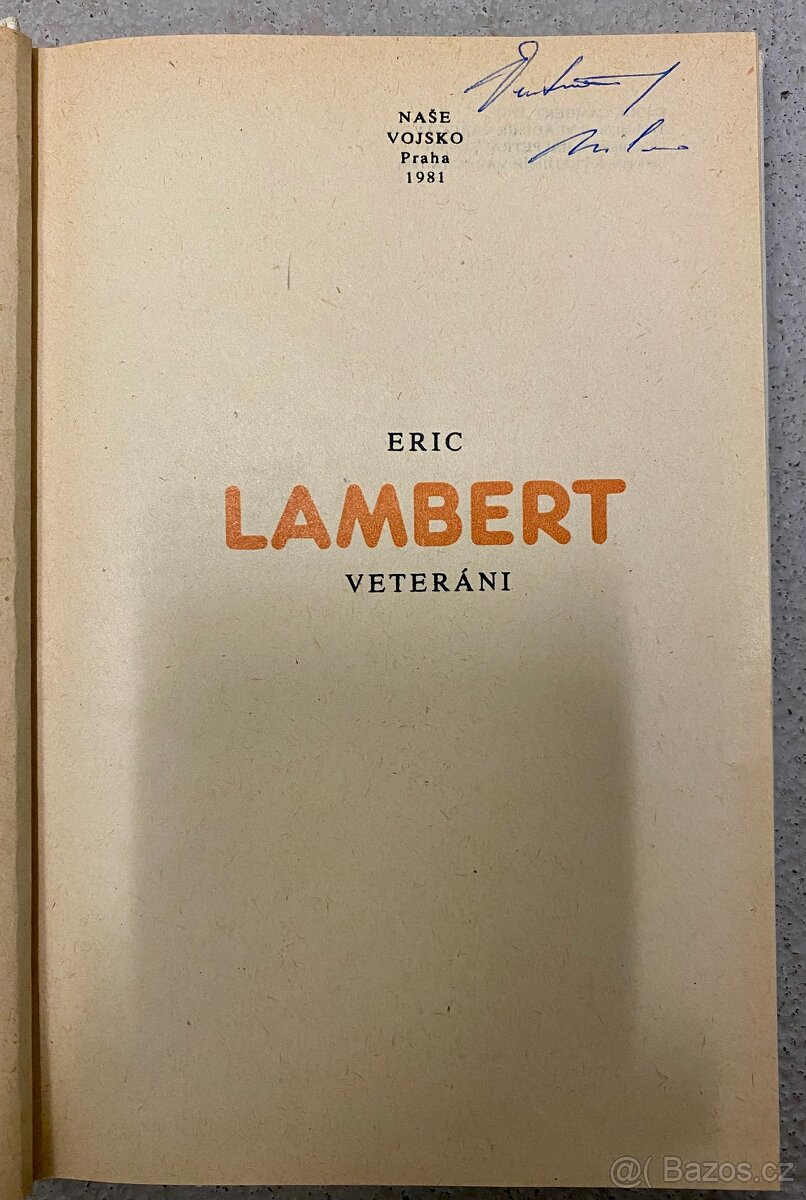 NAŠE
VOJSKO
Praha
1981
ERIC
LAMBERT
VETERÁNI
@( Bazos.cz